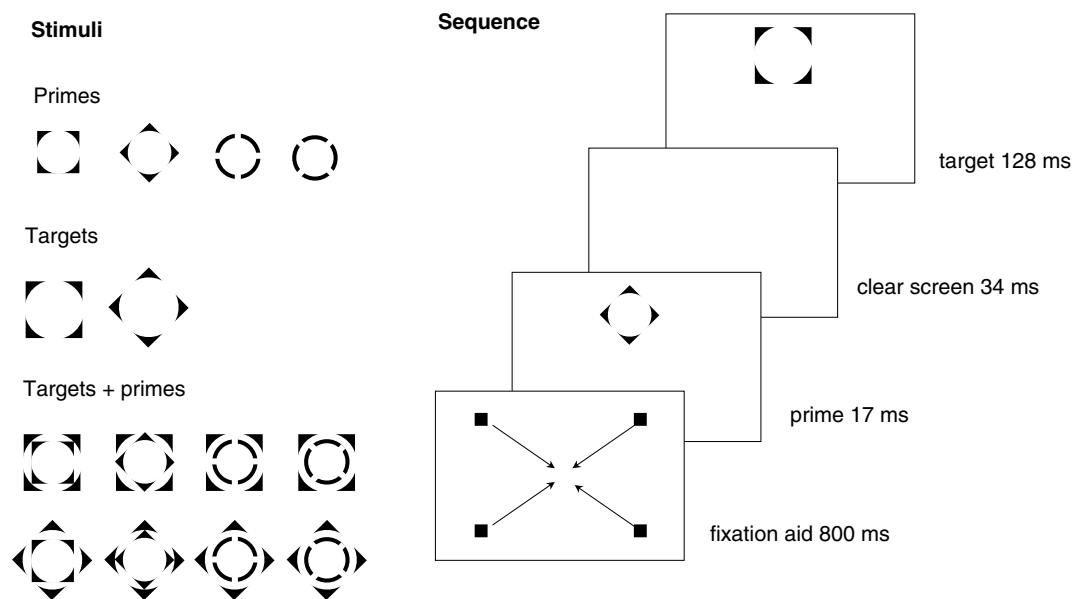 Stimuli
Primes
Targets
Targets + primes
Sequence
target 128 ms
clear screen 34 ms
prime 17 ms
fixation aid 800 ms